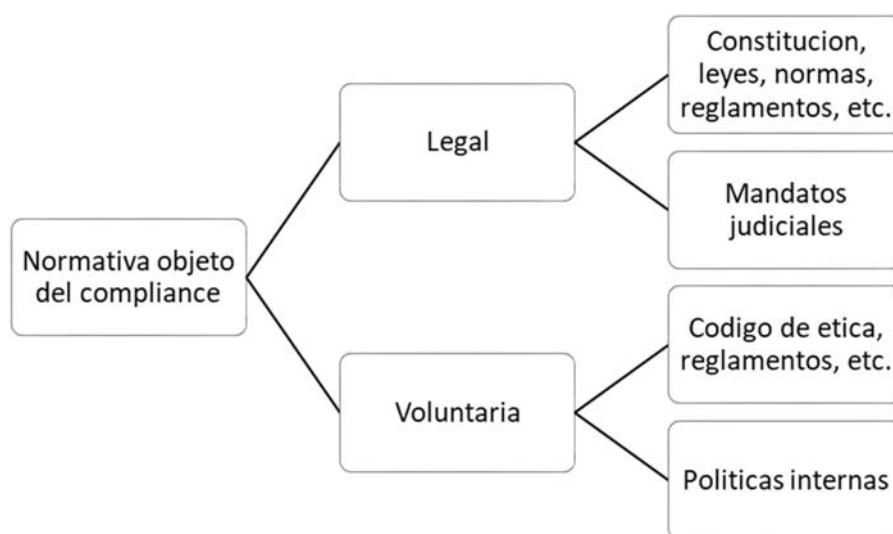 Normativa objeto
del compliance
Legal
Constitucion,
leyes, normas,
reglamentos, etc.
Mandatos
judiciales
Voluntaria
Codigo de etica,
reglamentos, etc.
Politicas internas